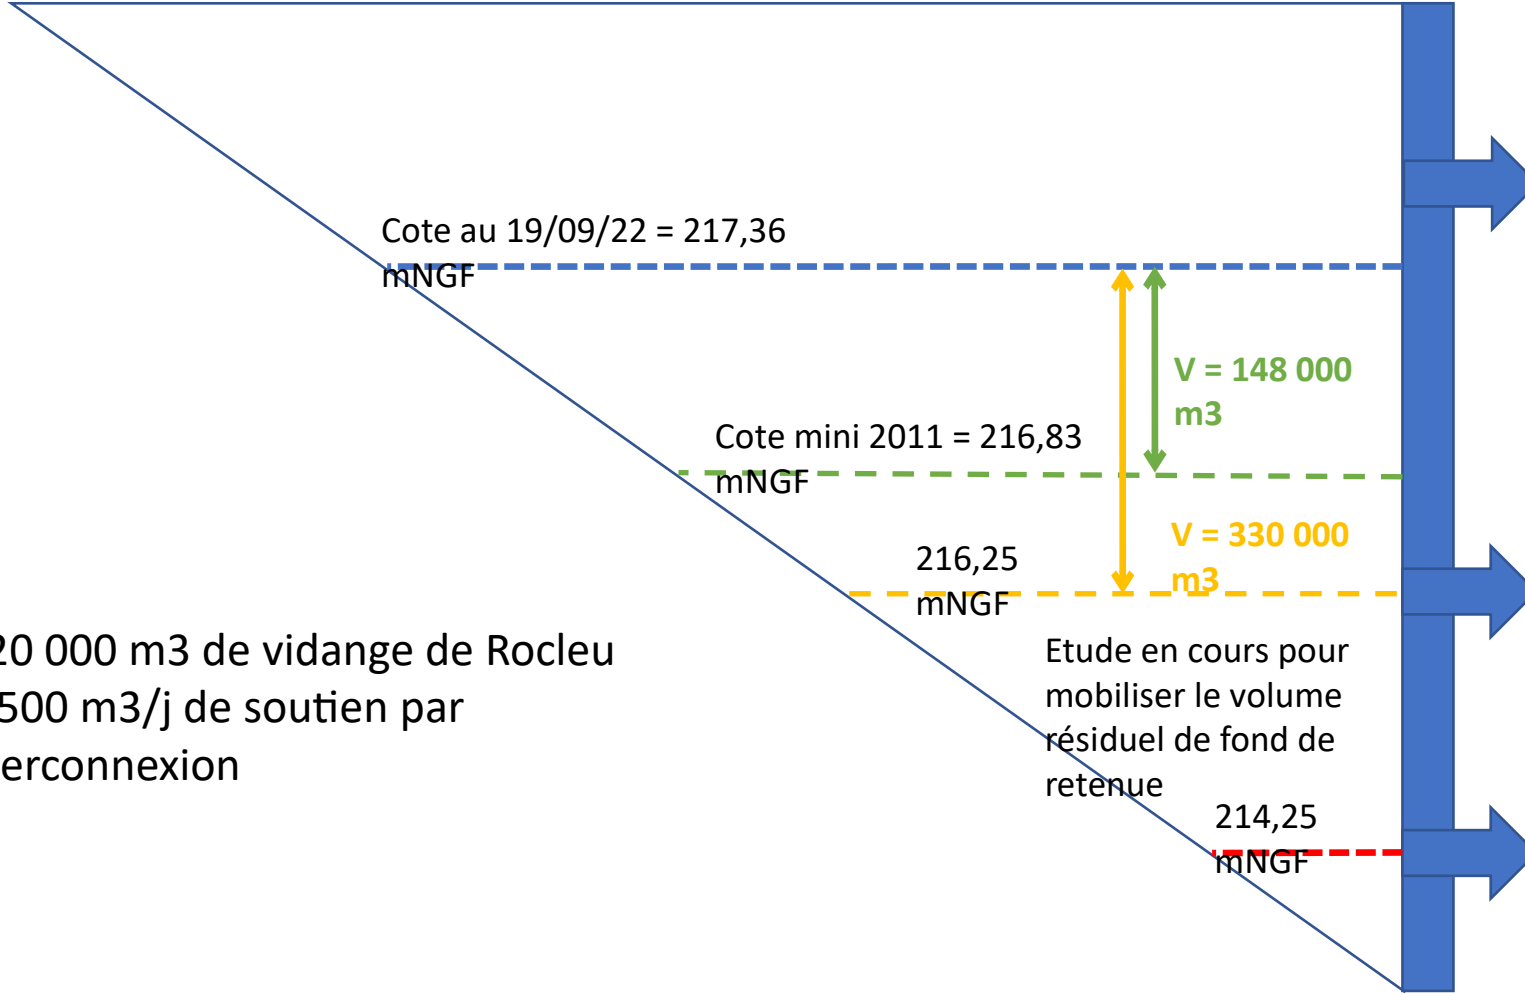 Cote au 19/09/22 = 217,36
mNGF
V = 148 000
m3
Cote mini 2011 = 216,83
mNGF
V = 330 000
m3
216,25
mNGF
20 000 m3 de vidange de Rocleu
500 m3/j de soutien par
erconnexion
Etude en cours pour
mobiliser le volume
résiduel de fond de
retenue
214,25
mNGF